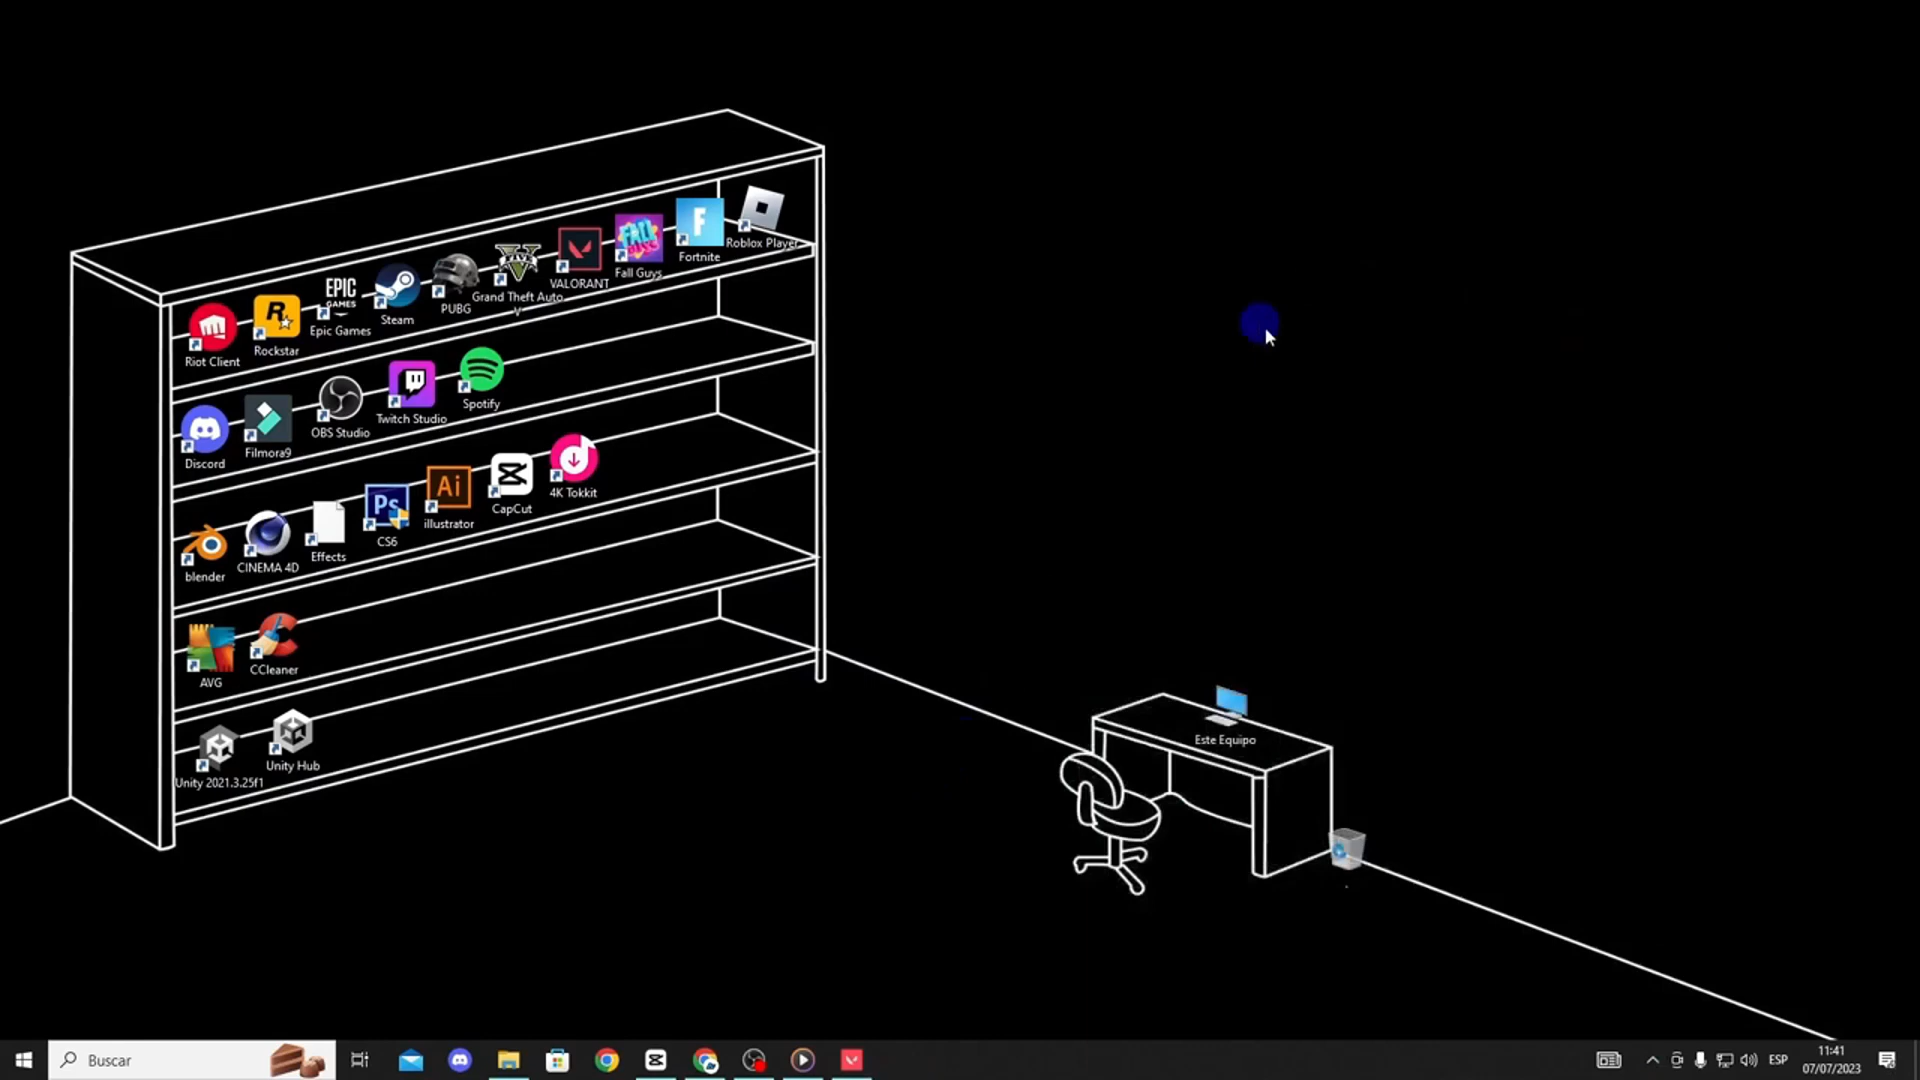 Roblox Player
Fortnite
Fall Guys
VALORANT
Grand Theft Auto
V
PUBG
Steam
EPIC
GAMES
Epic Games
Rockstar
Riot Client
Spotify
Twitch Studio
OBS Studio
Filmora9
Discord
4K Tokkit
CapCut
Ai
illustrator
Ps
CS6
Effects
CINEMA 4D
blender
CCleaner
AVG
Unity Hub
Unity 2021.3.25f1
Este Equipo
Buscar
ESP
11:41
07/07/2023